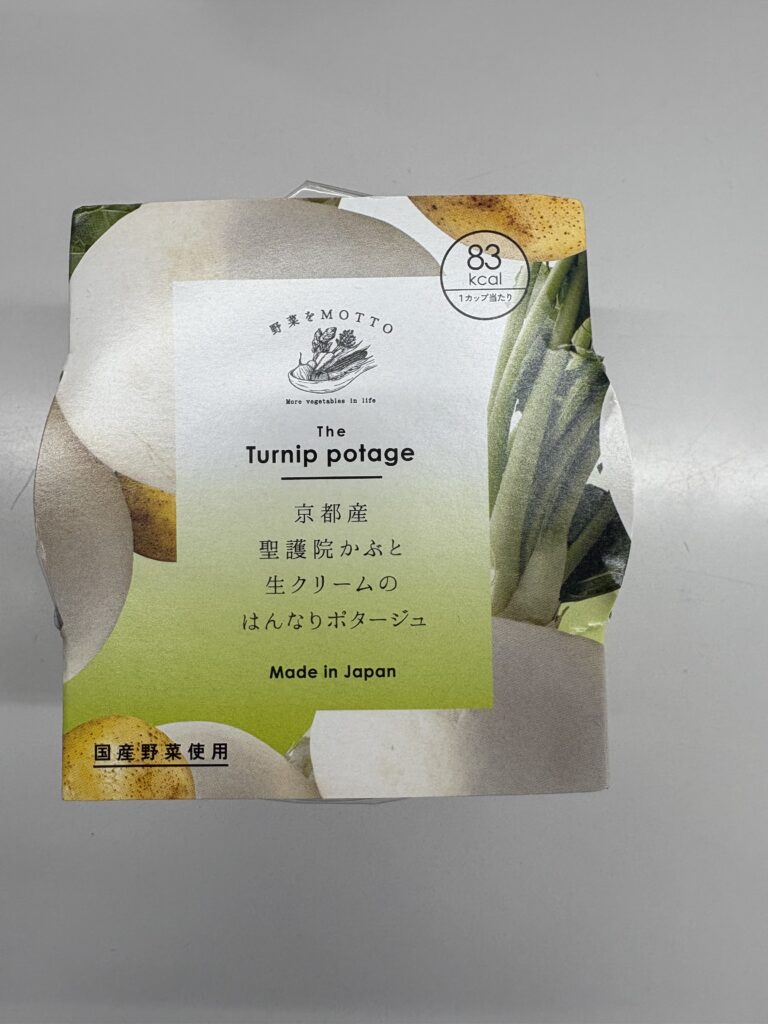 83
kcal
1カップ当たり
野菜をMOTTO
More vegetables in life
The
Turnip potage
京都産
聖護院かぶと
生クリームの
はんなりポタージュ
Made in Japan
国産野菜使用